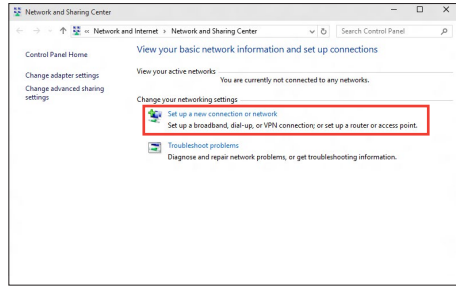 Network and Sharing Center
« Network and Internet › Network and Sharing Center
Search Control Panel
Control Panel Home
Change adapter settings
Change advanced sharing
settings
View your basic network information and set up connections
View your active networks
You are currently not connected to any networks.
Change your networking settings
Set up a new connection or network
Set up a broadband, dial-up, or VPN connection; or set up a router or access point.
Troubleshoot problems
Diagnose and repair network problems, or get troubleshooting information.